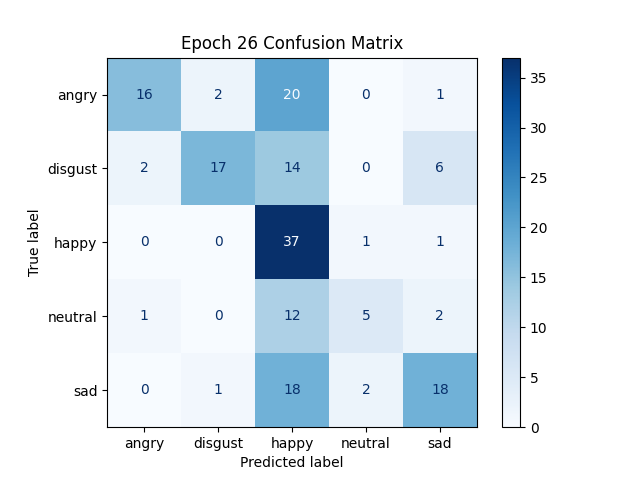 Epoch 26 Confusion Matrix
angry 16 2 20 0 1
disgust 2 17 14 0 6
happy 0 0 37 1 1
neutral 1 0 12 5 2
sad 0 1 18 2 18
angry disgust happy neutral sad
Predicted label
True label
35
30
25
20
15
10
5
0